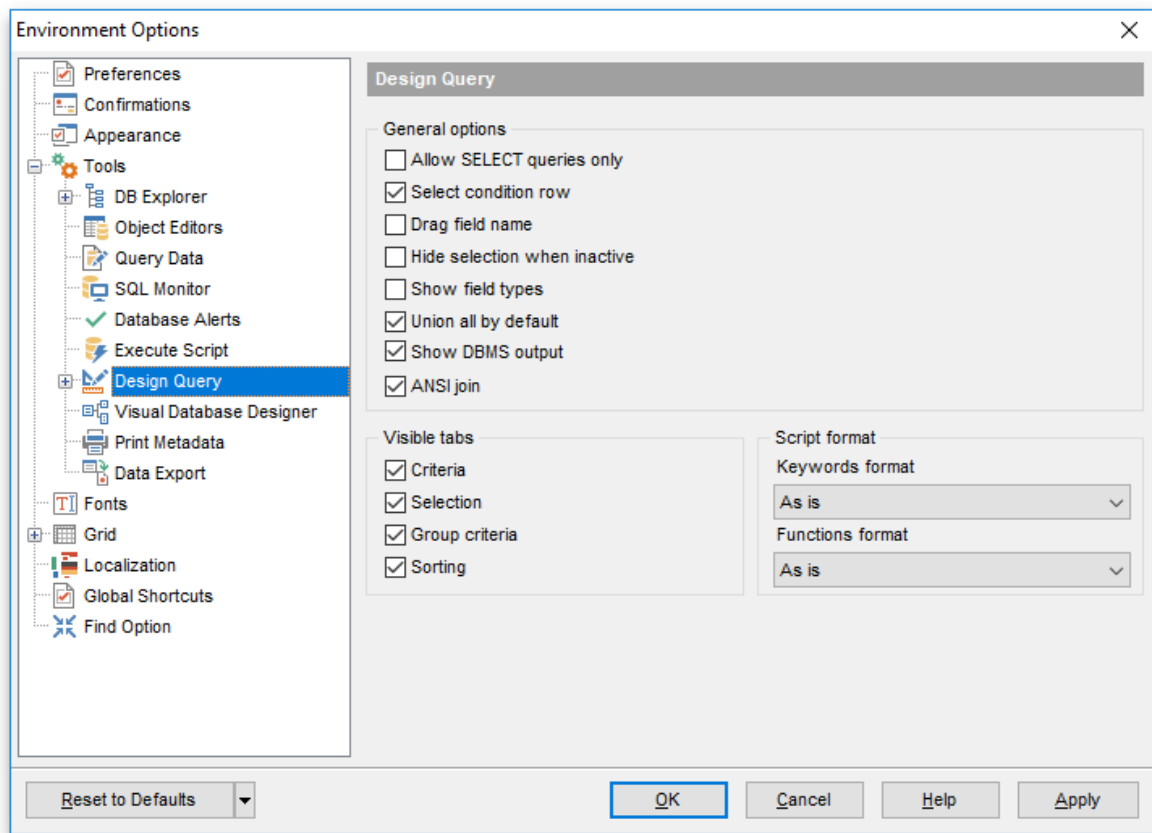 Environment Options
Preferences
Confirmations
Appearance
Tools
DB Explorer
Object Editors
Query Data
SQL Monitor
Database Alerts
Execute Script
Design Query
Visual Database Designer
Print Metadata
Data Export
Fonts
Grid
Localization
Global Shortcuts
Find Option
Design Query
General options
Allow SELECT queries only
Select condition row
Drag field name
Hide selection when inactive
Show field types
Union all by default
Show DBMS output
ANSI join
Visible tabs
Criteria
Selection
Group criteria
Sorting
Script format
Keywords format
As is
Functions format
As is
Reset to Defaults
OK
Cancel
Help
Apply